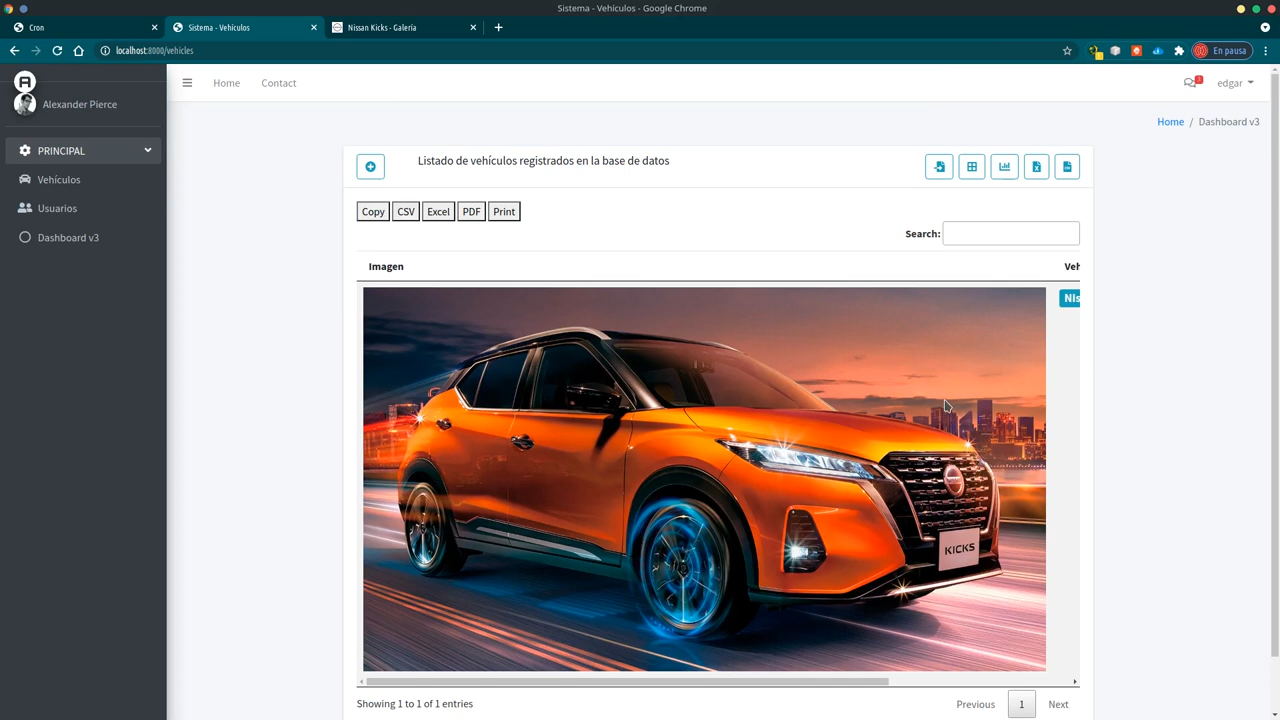 Sistema - Vehículos - Google Chrome
Cron
Sistema - Vehículos
Nissan Kicks - Galería
localhost:8000/vehicles
En pausa
Home
Contact
edgar
Alexander Pierce
Home / Dashboard v3
PRINCIPAL
Vehículos
Usuarios
Dashboard v3
Listado de vehículos registrados en la base de datos
Copy
CSV
Excel
PDF
Print
Search:
Imagen
Veh
Nis
KICKS
Showing 1 to 1 of 1 entries
Previous
1
Next